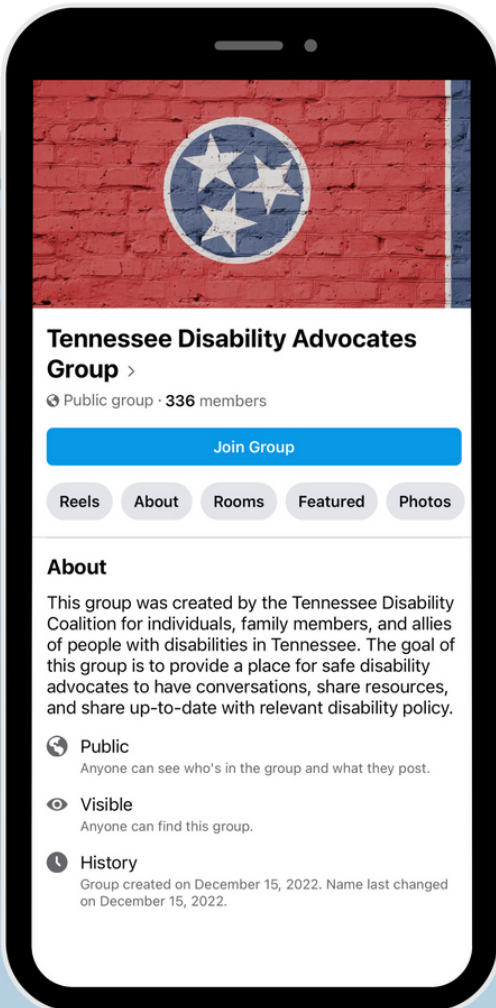 Tennessee Disability Advocates
Group >
Public group · 336 members
Join Group
Reels About Rooms Featured Photos
About
This group was created by the Tennessee Disability
Coalition for individuals, family members, and allies
of people with disabilities in Tennessee. The goal of
this group is to provide a place for safe disability
advocates to have conversations, share resources,
and share up-to-date with relevant disability policy.
Public
Anyone can see who's in the group and what they post.
Visible
Anyone can find this group.
History
Group created on December 15, 2022. Name last changed
on December 15, 2022.